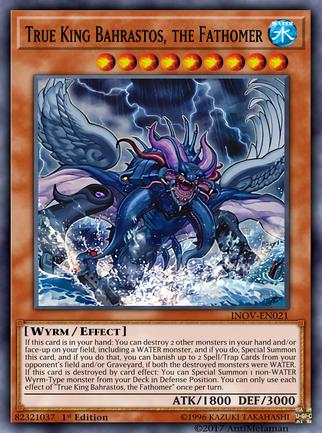 TRUE KING BAHRASTOS, THE FATHOMER
WATER
水
INOV-EN021
[WYRM / EFFECT]
If this card is in your hand: You can destroy 2 other monsters in your hand and/or
face-up on your field, including a WATER monster, and if you do, Special Summon
this card, and if you do that, you can banish up to 2 Spell/Trap Cards from your
opponent's field and/or Graveyard, if both the destroyed monsters were WATER.
If this card is destroyed by card effect: You can Special Summon 1 non-WATER
Wyrm-Type monster from your Deck in Defense Position. You can only use each
effect of "True King Bahrastos, the Fathomer" once per turn.
ATK/1800 DEF/2600
82321037 1st Edition ©1996 KAZUKI TAKAHASHI
©2017 AntiMetaman